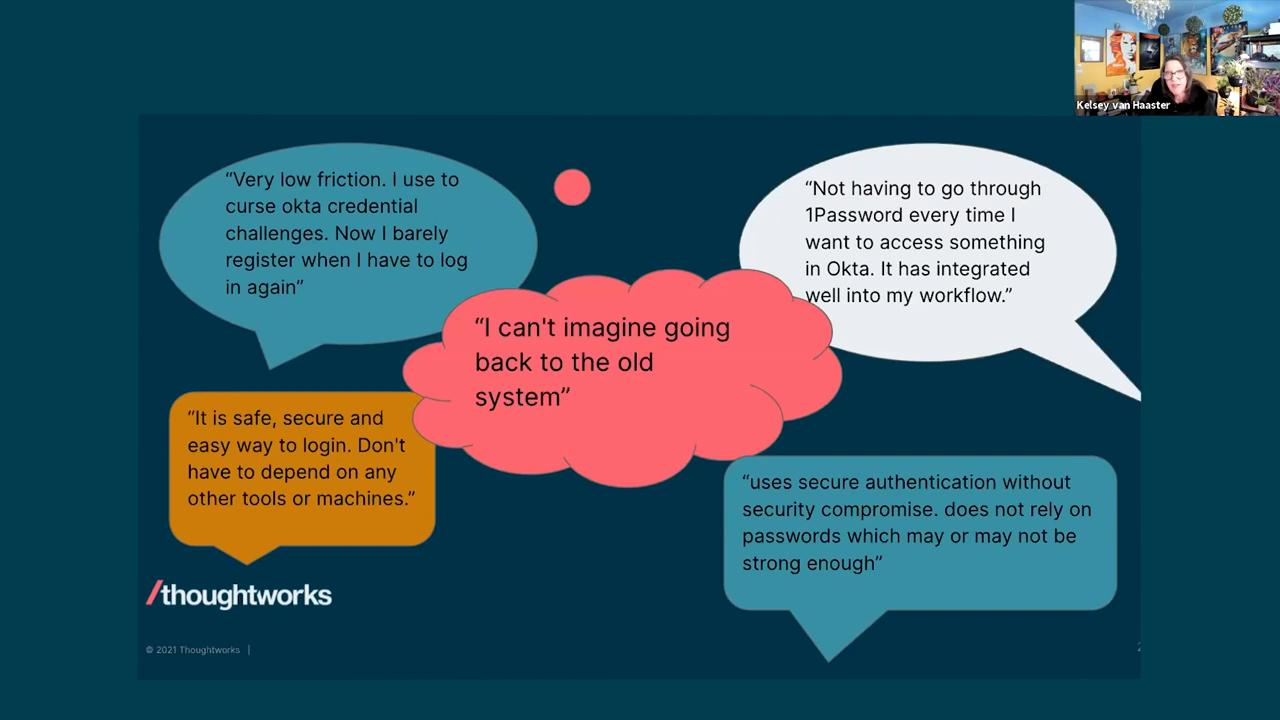 Kelsey van Haaster
“Very low friction. I use to
curse okta credential
challenges. Now I barely
register when I have to log
in again”
“Not having to go through
1Password every time I
want to access something
in Okta. It has integrated
well into my workflow.”
“I can't imagine going
back to the old
system”
“It is safe, secure and
easy way to login. Don't
have to depend on any
other tools or machines.”
“uses secure authentication without
security compromise. does not rely on
passwords which may or may not be
strong enough”
/thoughtworks
© 2021 Thoughtworks |